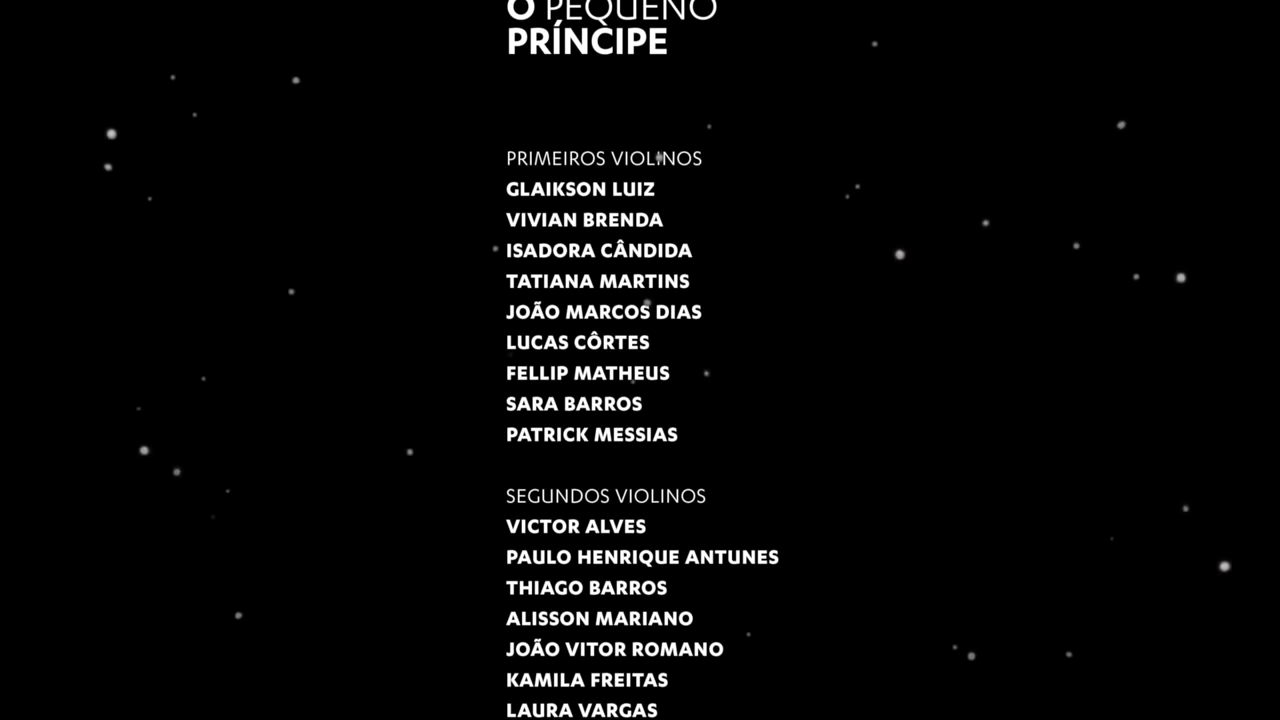 O PEQUENO
PRÍNCIPE
PRIMEIROS VIOLINOS
GLAIKSON LUIZ
VIVIAN BRENDA
ISADORA CÂNDIDA
TATIANA MARTINS
JOÃO MARCOS DIAS
LUCAS CÔRTES
FELLIP MATHEUS
SARA BARROS
PATRICK MESSIAS
SEGUNDOS VIOLINOS
VICTOR ALVES
PAULO HENRIQUE ANTUNES
THIAGO BARROS
ALISSON MARIANO
JOÃO VITOR ROMANO
KAMILA FREITAS
LAURA VARGAS